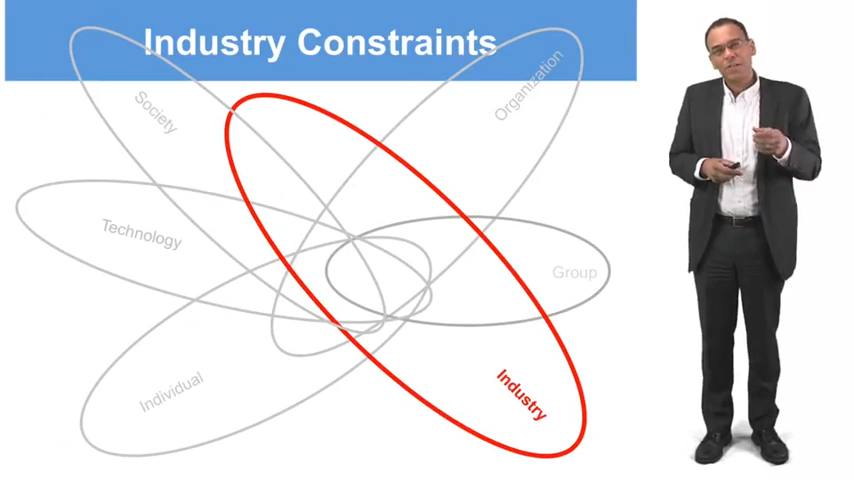 Industry Constraints
Society
Organization
Technology
Group
Individual
Industry